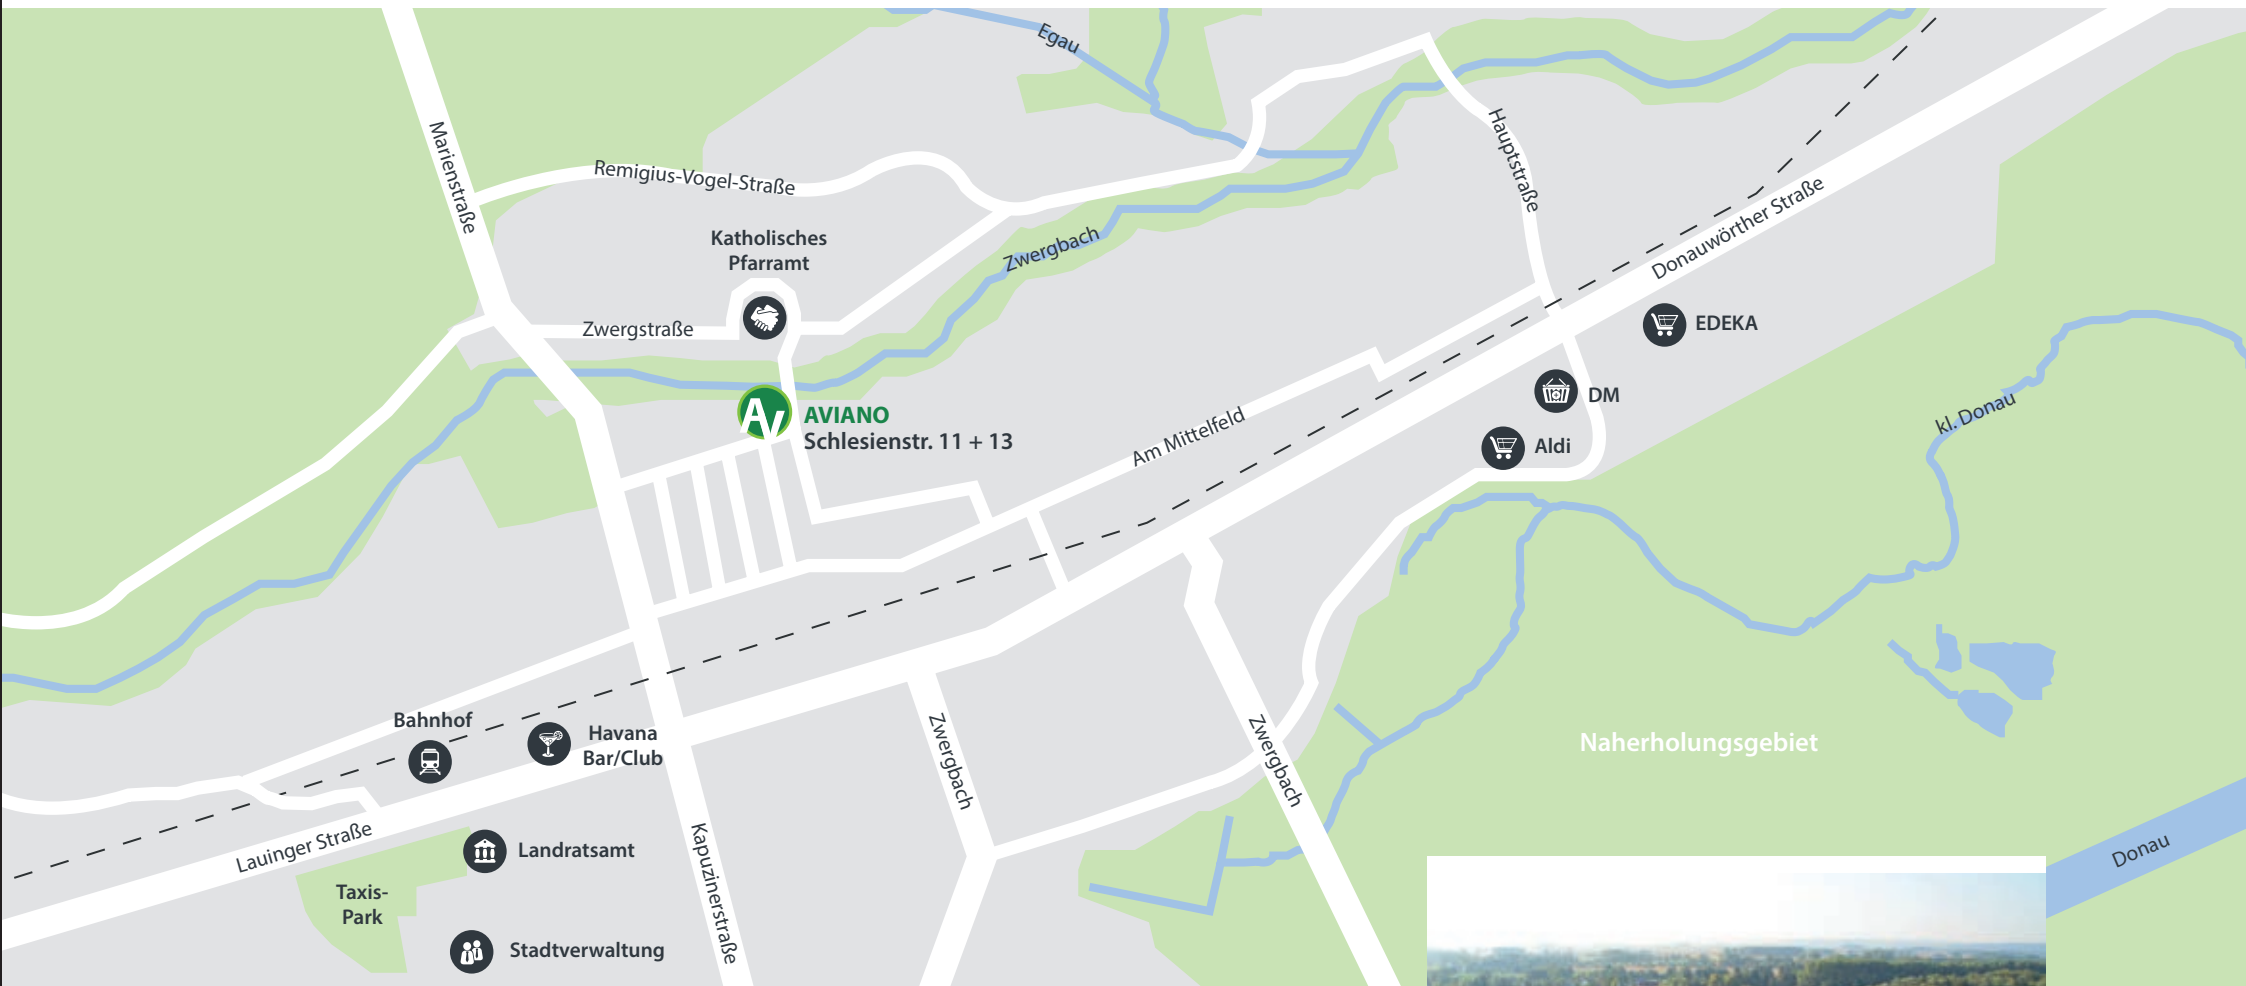 Egau
Marienstraße
Remigius-Vogel-Straße
Hauptstraße
Katholisches
Pfarramt
Zwergbach
Donauwörther Straße
Zwergstraße
EDEKA
DM
AV
AVIANO
Schlesienstr. 11 + 13
Am Mittelfeld
Aldi
kl. Donau
Bahnhof
Havana
Bar/Club
Zwergbach
Zwergbach
Naherholungsgebiet
Lauinger Straße
Landratsamt
Kapuzinerstraße
Donau
Taxis-
Park
Stadtverwaltung